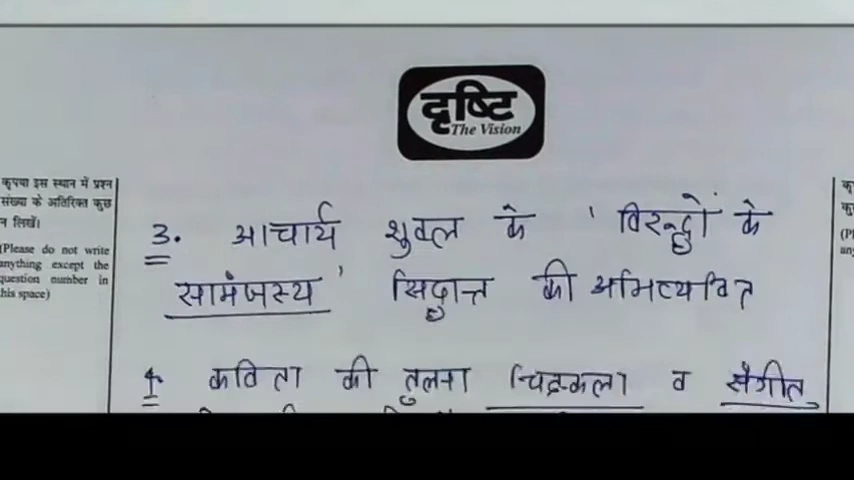 दृष्टि
The Vision
कृपया इस स्थान में प्रश्न
संख्या के अतिरिक्त कुछ
न लिखें।
(Please do not write
anything except the
question number in
this space)
3. आचार्य शुक्ल के 'विरुद्धों के
सामंजस्य' सिद्धान्त की अभिव्यक्ति
4. कविता की तुलना चित्रकला व संगीत